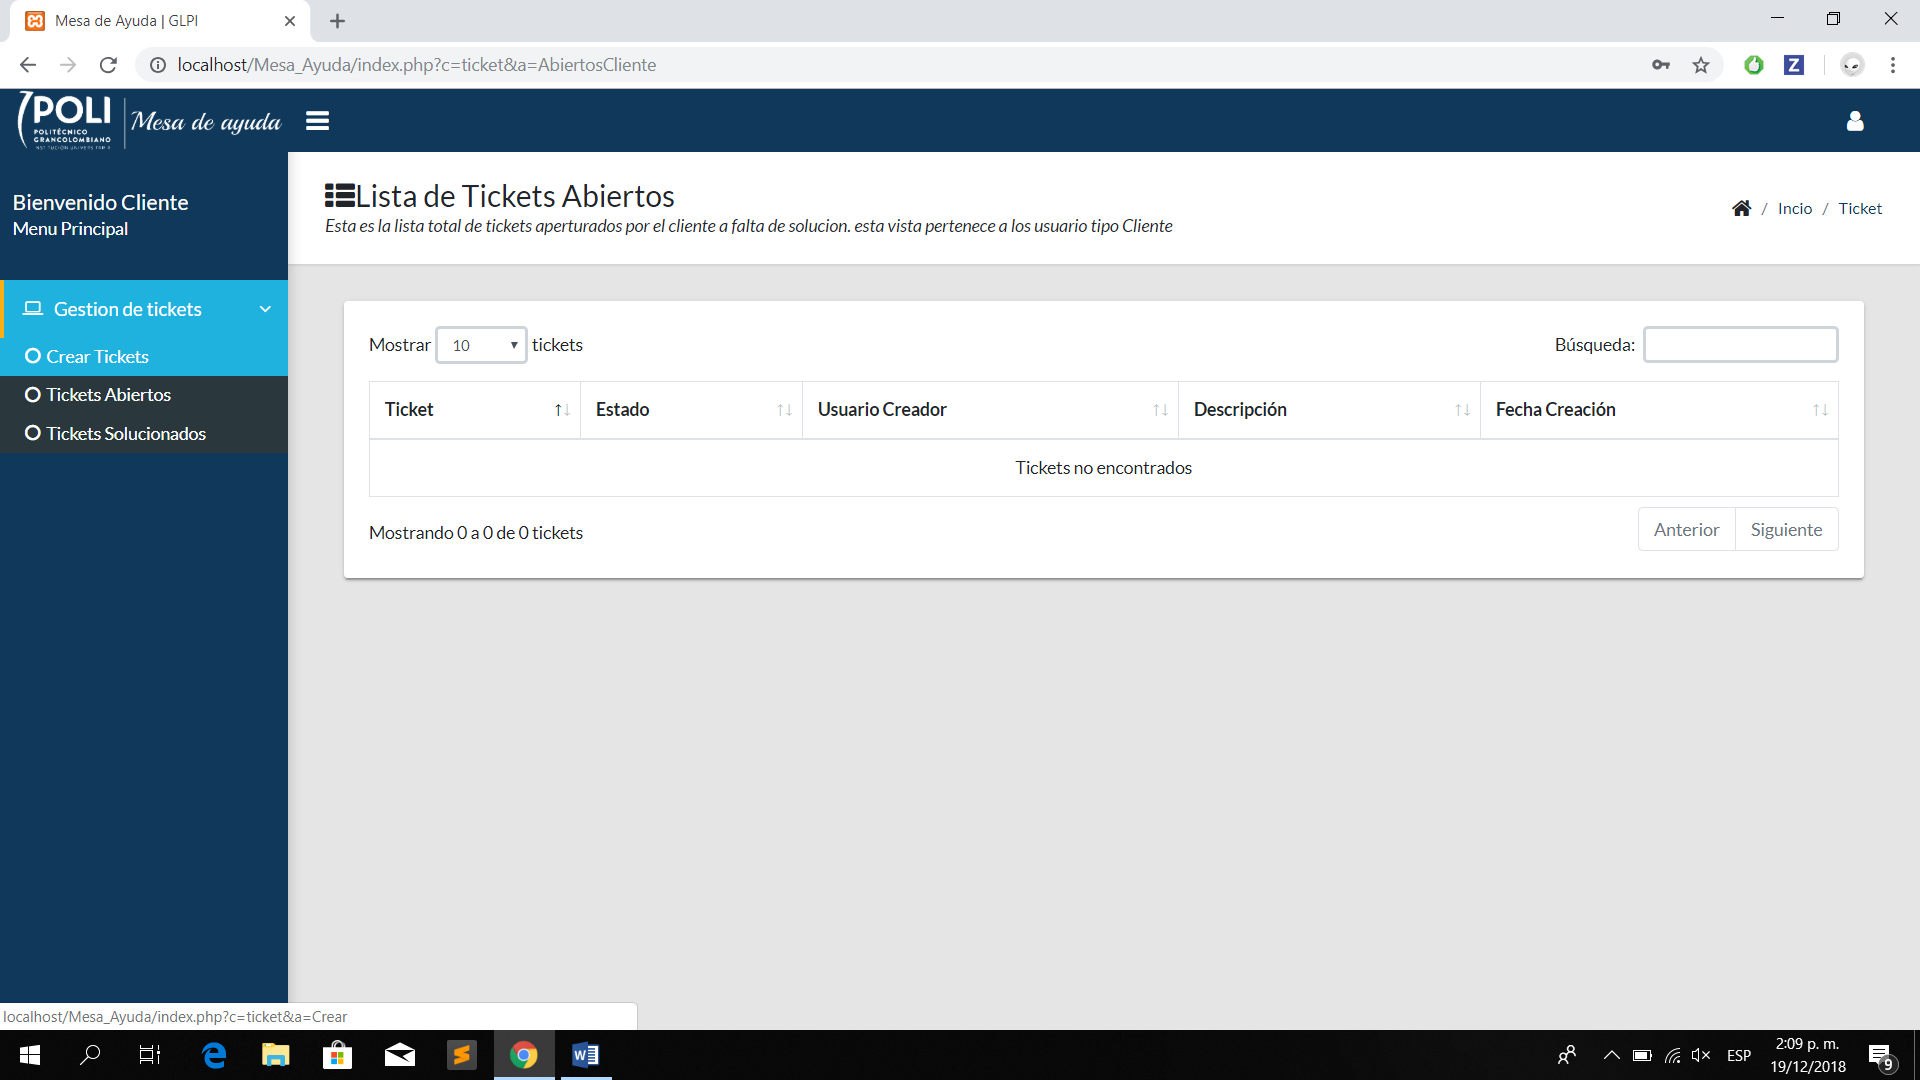 Mesa de Ayuda | GLPI
localhost/Mesa_Ayuda/index.php?c=ticket&a=AbiertosCliente
Z
POLI
POLITÉCNICO
GRANCOLOMBIANO
Mesa de ayuda
Bienvenido Cliente
Menu Principal
Gestion de tickets
Crear Tickets
Tickets Abiertos
Tickets Solucionados
Lista de Tickets Abiertos
Esta es la lista total de tickets aperturados por el cliente a falta de solucion. esta vista pertenece a los usuario tipo Cliente
/ Incio / Ticket
Mostrar 10 tickets
Búsqueda:
Ticket Estado Usuario Creador Descripción Fecha Creación
Tickets no encontrados
Mostrando 0 a 0 de 0 tickets
Anterior Siguiente
localhost/Mesa_Ayuda/index.php?c=ticket&a=Crear
ESP
2:09 p. m.
19/12/2018
9